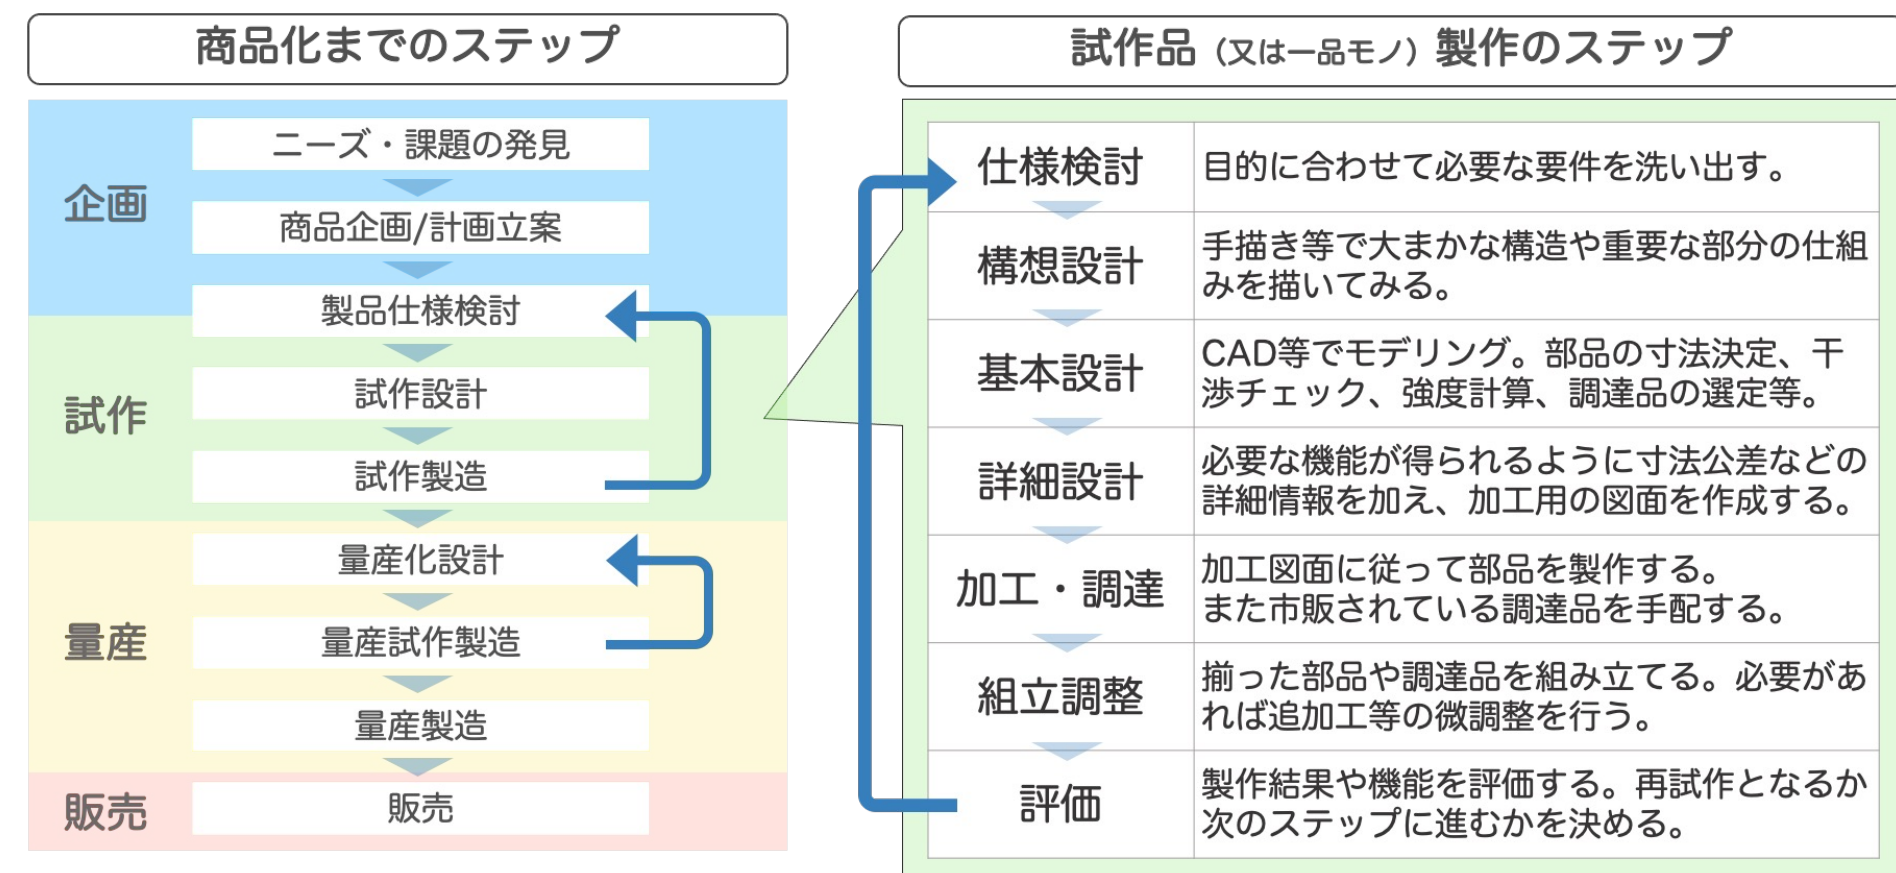 商品化までのステップ
企画
ニーズ・課題の発見
商品企画/計画立案
製品仕様検討
試作
試作設計
試作製造
量産
量産化設計
量産試作製造
量産製造
販売
販売
試作品（又は一品モノ）製作のステップ
仕様検討
目的に合わせて必要な要件を洗い出す。
構想設計
手描き等で大まかな構造や重要な部分の仕組
みを描いてみる。
基本設計
CAD等でモデリング。部品の寸法決定、干
渉チェック、強度計算、調達品の選定等。
詳細設計
必要な機能が得られるように寸法公差などの
詳細情報を加え、加工用の図面を作成する。
加工・調達
加工図面に従って部品を製作する。
また市販されている調達品を手配する。
組立調整
揃った部品や調達品を組み立てる。必要があ
れば追加工等の微調整を行う。
評価
製作結果や機能を評価する。再試作となるか
次のステップに進むかを決める。